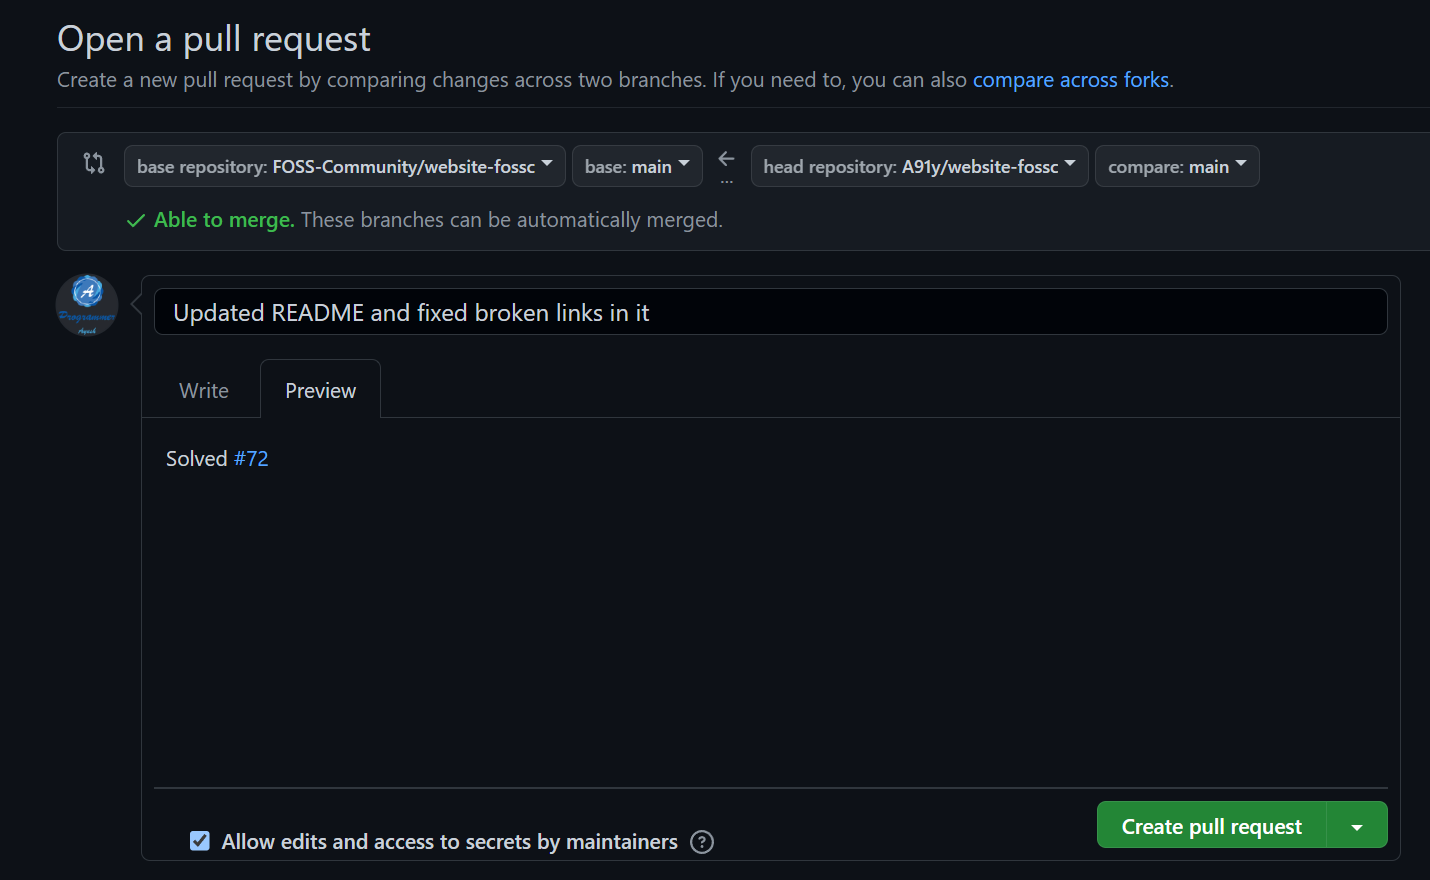 Open a pull request
Create a new pull request by comparing changes across two branches. If you need to, you can also compare across forks.
base repository: FOSS-Community/website-fossc base: main ← ... head repository: A91y/website-fossc compare: main
Able to merge. These branches can be automatically merged.
A
Programmer
Ayush
Updated README and fixed broken links in it
Write Preview
Solved #72
Allow edits and access to secrets by maintainers ?
Create pull request